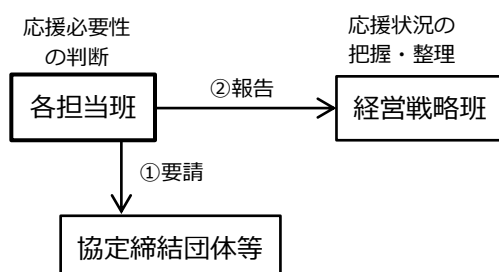 応援必要性
の判断
応援状況の
把握・整理
各担当班
②報告
経営戦略班
①要請
協定締結団体等